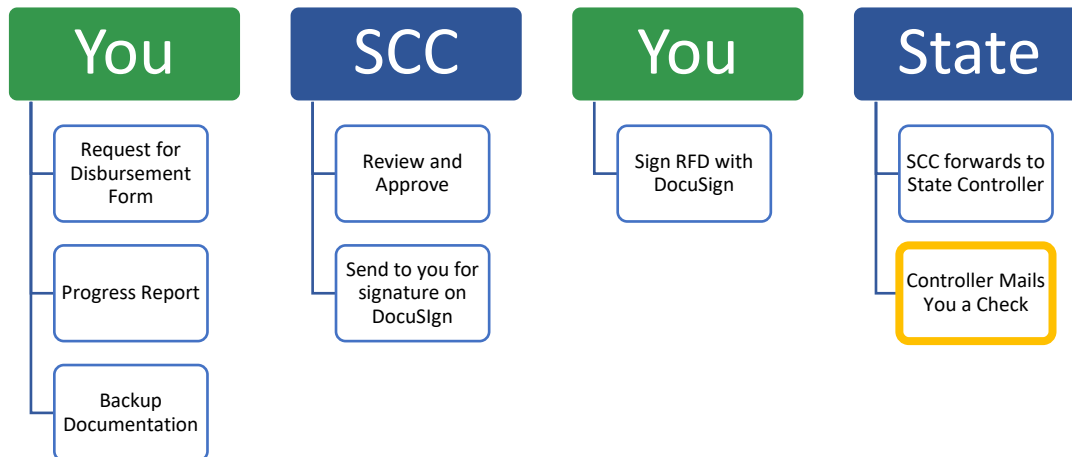 You
Request for
Disbursement
Form
Progress Report
Backup
Documentation
SCC
Review and
Approve
Send to you for
signature on
DocuSIgn
You
Sign RFD with
DocuSign
State
SCC forwards to
State Controller
Controller Mails
You a Check